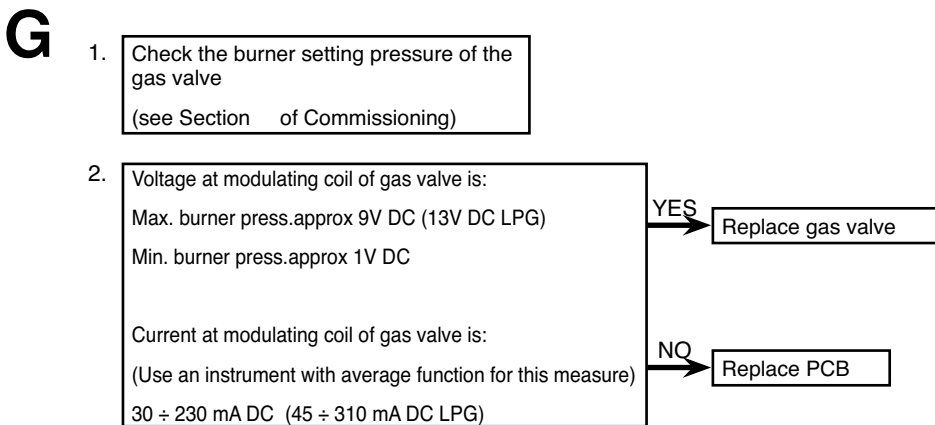 G
1. Check the burner setting pressure of the
gas valve
(see Section of Commissioning)
2. Voltage at modulating coil of gas valve is:
Max. burner press.approx 9V DC (13V DC LPG)
Min. burner press.approx 1V DC
YES
Replace gas valve
Current at modulating coil of gas valve is:
(Use an instrument with average function for this measure)
30 ÷ 230 mA DC (45 ÷ 310 mA DC LPG)
NO
Replace PCB